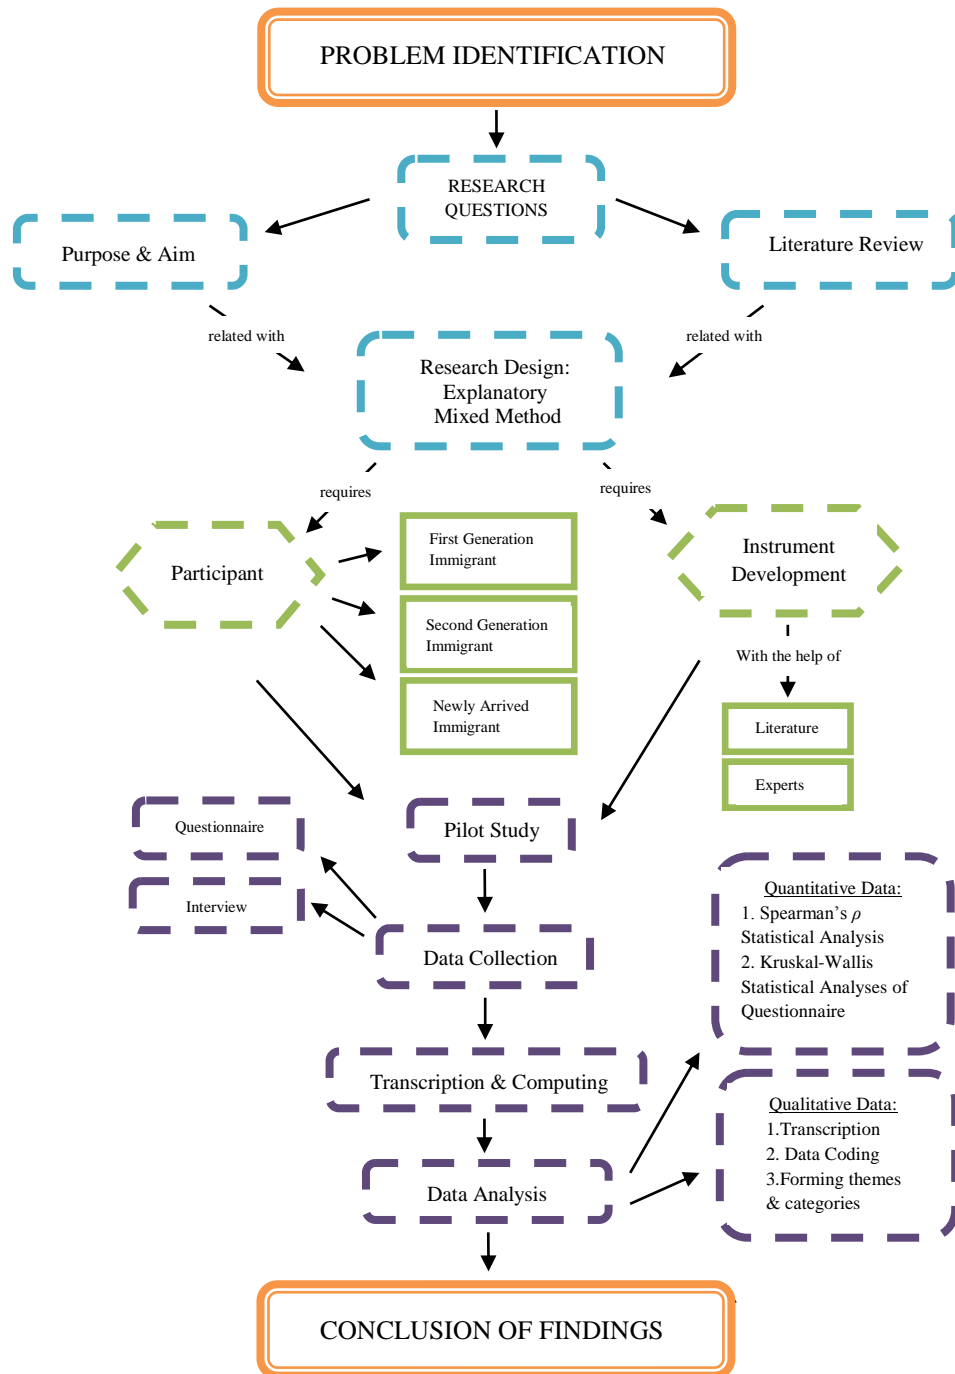 PROBLEM IDENTIFICATION
RESEARCH
QUESTIONS
Purpose & Aim
Literature Review
related with
related with
Research Design:
Explanatory
Mixed Method
requires
requires
Participant
First Generation
Immigrant
Second Generation
Immigrant
Newly Arrived
Immigrant
Instrument
Development
With the help of
Literature
Experts
Pilot Study
Questionnaire
Interview
Data Collection
Quantitative Data:
1. Spearman’s ρ
Statistical Analysis
2. Kruskal-Wallis
Statistical Analyses of
Questionnaire
Transcription & Computing
Qualitative Data:
1.Transcription
2. Data Coding
3.Forming themes
& categories
Data Analysis
CONCLUSION OF FINDINGS